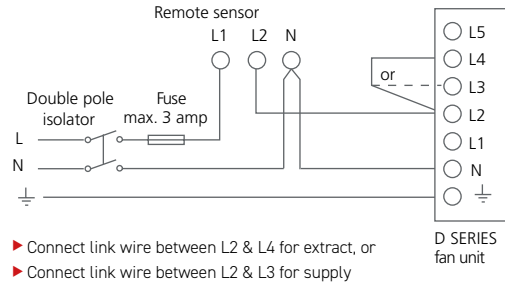 Remote sensor
L1 L2 N
L5
L4
or
L3
Double pole
isolator
Fuse
max. 3 amp
L2
L
L1
N
N
▶ Connect link wire between L2 & L4 for extract, or
▶ Connect link wire between L2 & L3 for supply
D SERIES
fan unit